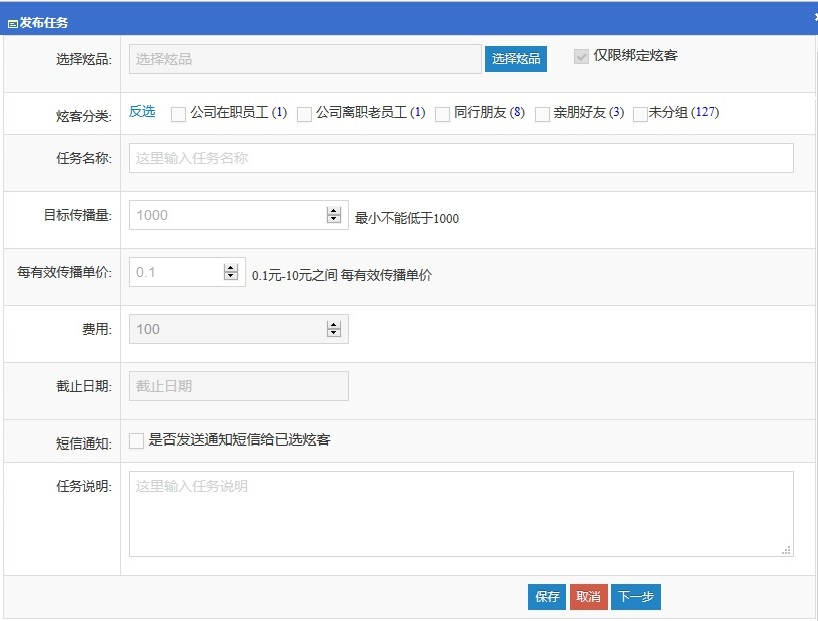 发布任务
选择炫品: 选择炫品 选择炫品 仅限绑定炫客
炫客分类: 反选 公司在职员工 (1) 公司离职老员工 (1) 同行朋友 (8) 亲朋好友 (3) 未分组 (127)
任务名称: 这里输入任务名称
目标传播量: 1000 最小不能低于1000
每有效传播单价: 0.1 0.1元-10元之间 每有效传播单价
费用: 100
截止日期: 截止日期
短信通知: 是否发送通知短信给已选炫客
任务说明: 这里输入任务说明
保存 取消 下一步